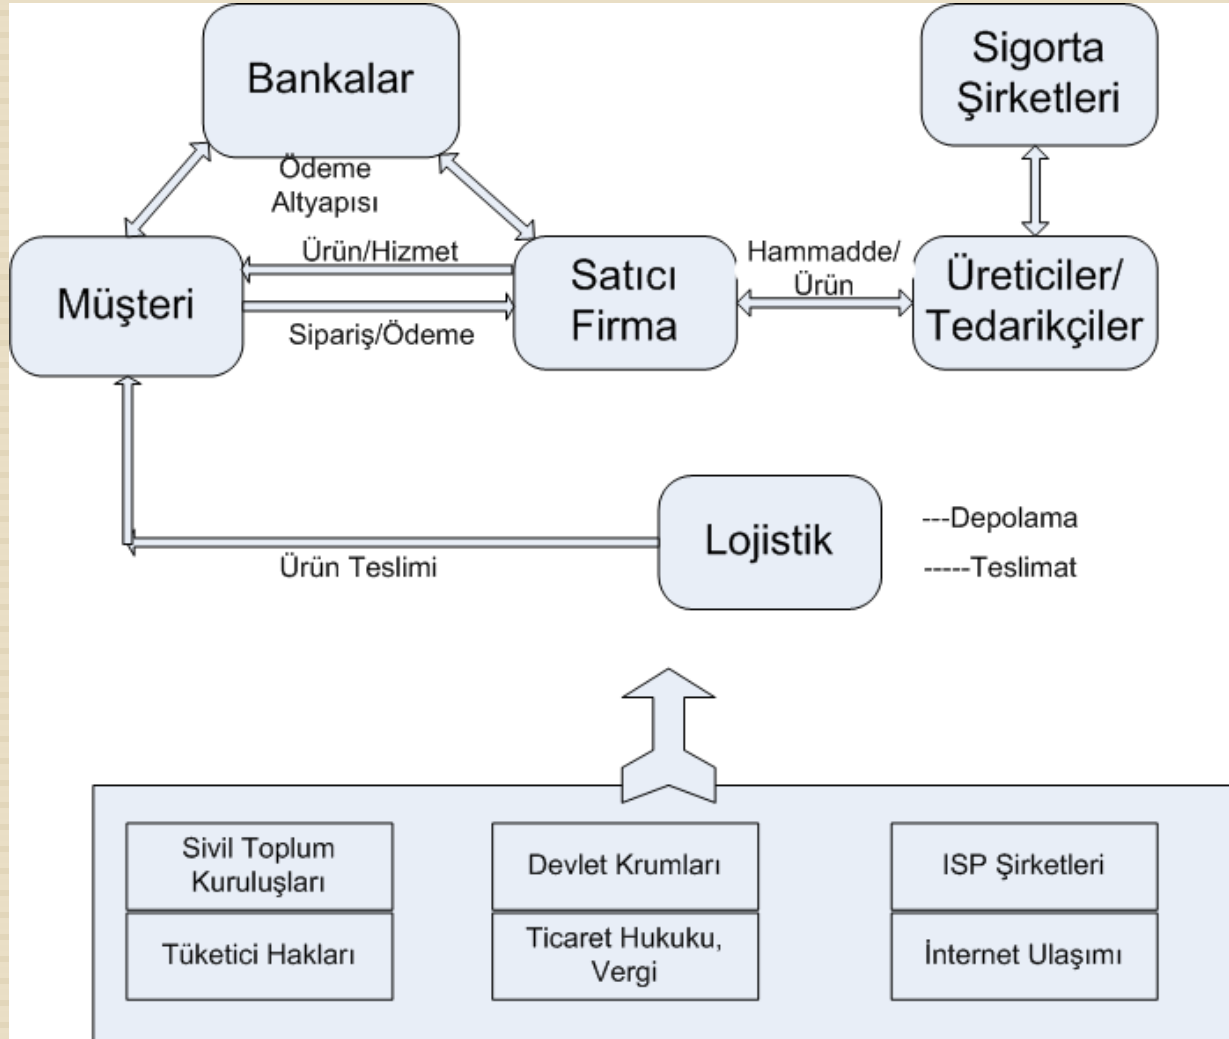 Bankalar
Sigorta
Şirketleri
Ödeme
Altyapısı
Müşteri
Ürün/Hizmet
Sipariş/Ödeme
Satıcı
Firma
Hammadde/
Ürün
Üreticiler/
Tedarikçiler
Ürün Teslimi
Lojistik
---Depolama
-----Teslimat
Sivil Toplum
Kuruluşları
Tüketici Hakları
Devlet Krumları
Ticaret Hukuku,
Vergi
ISP Şirketleri
İnternet Ulaşımı